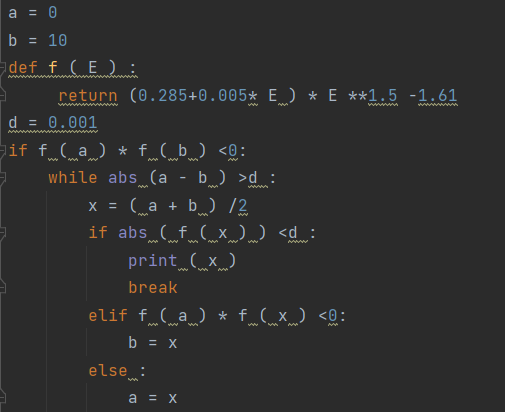 a = 0
b = 10
def f ( E ) :
    return (0.285+0.005* E ) * E **1.5 -1.61
d = 0.001
if f ( a ) * f ( b ) <0:
    while abs (a - b ) >d :
        x = ( a + b ) /2
        if abs ( f ( x ) ) <d :
            print ( x )
            break
        elif f ( a ) * f ( x ) <0:
            b = x
        else :
            a = x